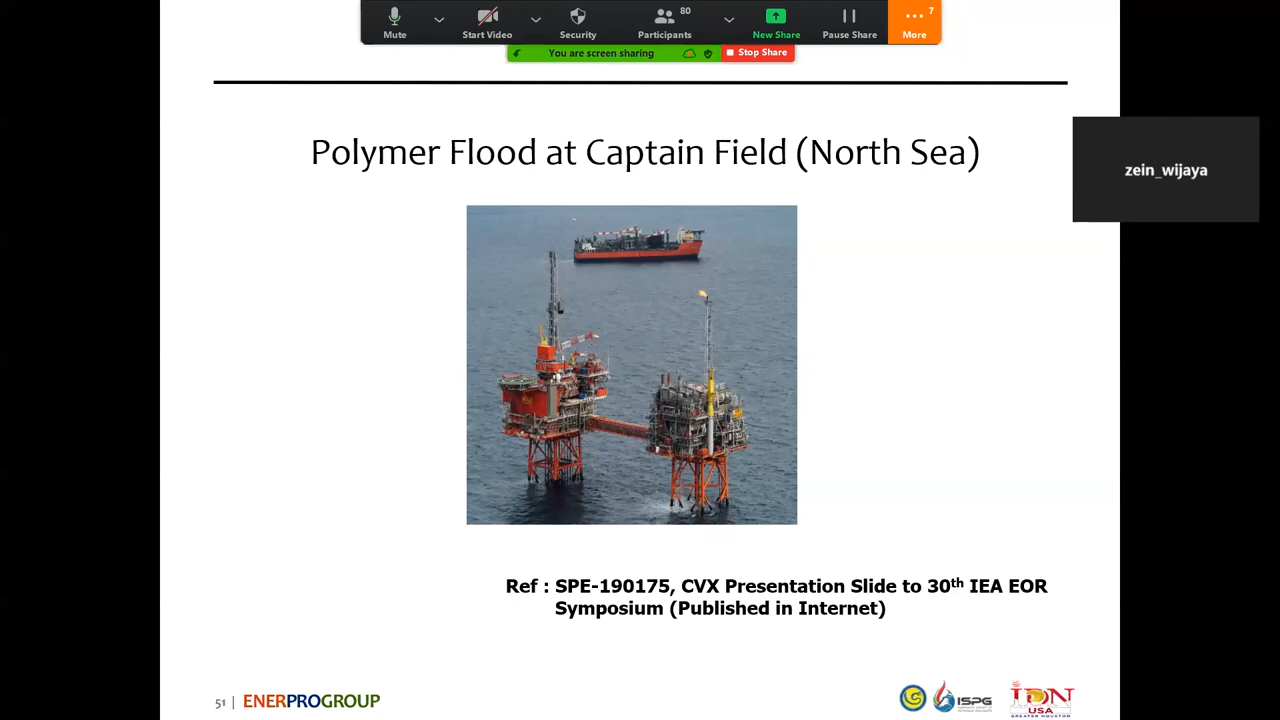 80
7
Mute
Start Video
Security
Participants
New Share
Pause Share
More
You are screen sharing
Stop Share
Polymer Flood at Captain Field (North Sea)
zein_wijaya
Ref : SPE-190175, CVX Presentation Slide to 30th IEA EOR
Symposium (Published in Internet)
51 | ENERPROGROUP
ISPG
IDN
USA
GREATER HOUSTON